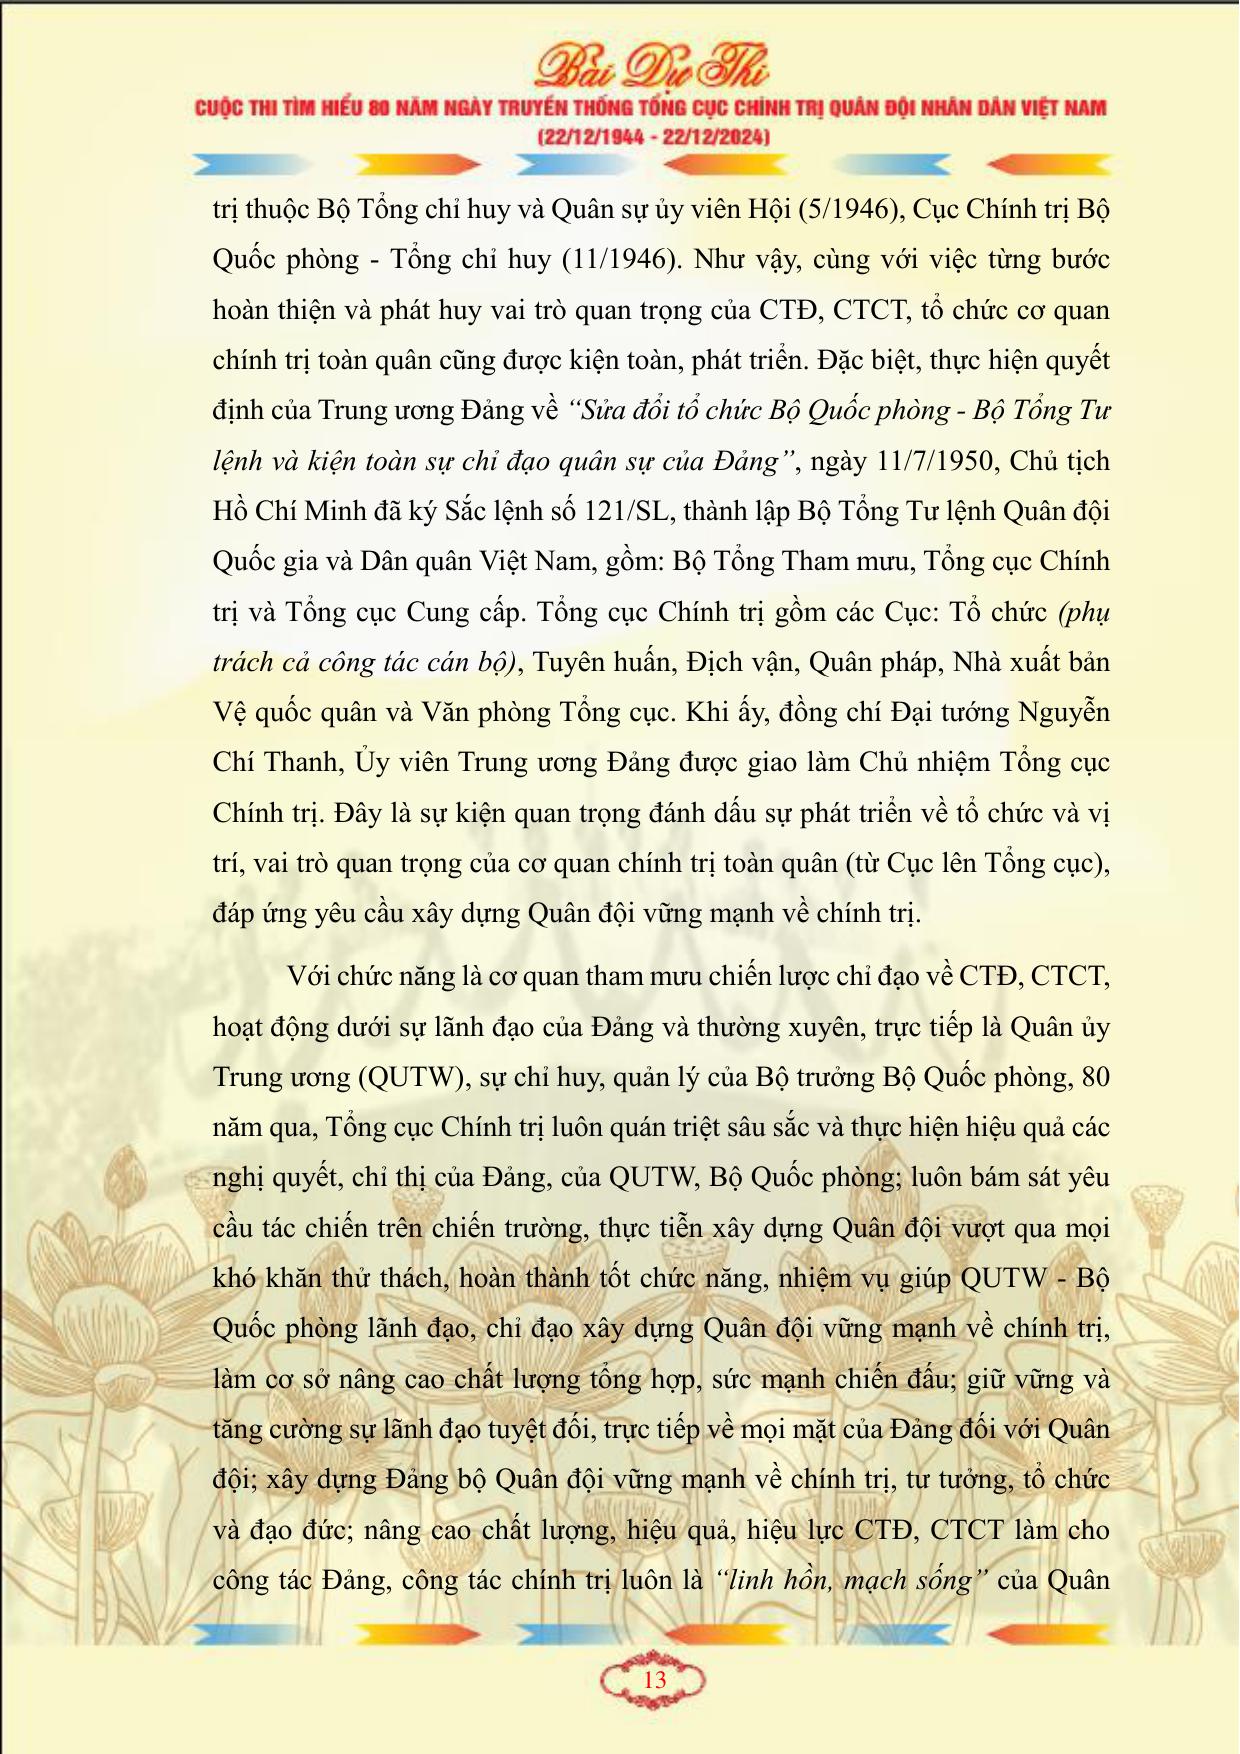 Bài Dự Thi
CUỘC THI TÌM HIỂU 80 NĂM NGÀY TRUYỀN THỐNG TỔNG CỤC CHÍNH TRỊ QUÂN ĐỘI NHÂN DÂN VIỆT NAM
(22/12/1944 - 22/12/2024)
trị thuộc Bộ Tổng chỉ huy và Quân sự ủy viên Hội (5/1946), Cục Chính trị Bộ
Quốc phòng - Tổng chỉ huy (11/1946). Như vậy, cùng với việc từng bước
hoàn thiện và phát huy vai trò quan trọng của CTĐ, CTCT, tổ chức cơ quan
chính trị toàn quân cũng được kiện toàn, phát triển. Đặc biệt, thực hiện quyết
định của Trung ương Đảng về “Sửa đổi tổ chức Bộ Quốc phòng - Bộ Tổng Tư
lệnh và kiện toàn sự chỉ đạo quân sự của Đảng”, ngày 11/7/1950, Chủ tịch
Hồ Chí Minh đã ký Sắc lệnh số 121/SL, thành lập Bộ Tổng Tư lệnh Quân đội
Quốc gia và Dân quân Việt Nam, gồm: Bộ Tổng Tham mưu, Tổng cục Chính
trị và Tổng cục Cung cấp. Tổng cục Chính trị gồm các Cục: Tổ chức (phụ
trách cả công tác cán bộ), Tuyên huấn, Địch vận, Quân pháp, Nhà xuất bản
Vệ quốc quân và Văn phòng Tổng cục. Khi ấy, đồng chí Đại tướng Nguyễn
Chí Thanh, Ủy viên Trung ương Đảng được giao làm Chủ nhiệm Tổng cục
Chính trị. Đây là sự kiện quan trọng đánh dấu sự phát triển về tổ chức và vị
trí, vai trò quan trọng của cơ quan chính trị toàn quân (từ Cục lên Tổng cục),
đáp ứng yêu cầu xây dựng Quân đội vững mạnh về chính trị.
Với chức năng là cơ quan tham mưu chiến lược chỉ đạo về CTĐ, CTCT,
hoạt động dưới sự lãnh đạo của Đảng và thường xuyên, trực tiếp là Quân ủy
Trung ương (QUTW), sự chỉ huy, quản lý của Bộ trưởng Bộ Quốc phòng, 80
năm qua, Tổng cục Chính trị luôn quán triệt sâu sắc và thực hiện hiệu quả các
nghị quyết, chỉ thị của Đảng, của QUTW, Bộ Quốc phòng; luôn bám sát yêu
cầu tác chiến trên chiến trường, thực tiễn xây dựng Quân đội vượt qua mọi
khó khăn thử thách, hoàn thành tốt chức năng, nhiệm vụ giúp QUTW - Bộ
Quốc phòng lãnh đạo, chỉ đạo xây dựng Quân đội vững mạnh về chính trị,
làm cơ sở nâng cao chất lượng tổng hợp, sức mạnh chiến đấu; giữ vững và
tăng cường sự lãnh đạo tuyệt đối, trực tiếp về mọi mặt của Đảng đối với Quân
đội; xây dựng Đảng bộ Quân đội vững mạnh về chính trị, tư tưởng, tổ chức
và đạo đức; nâng cao chất lượng, hiệu quả, hiệu lực CTĐ, CTCT làm cho
công tác Đảng, công tác chính trị luôn là “linh hồn, mạch sống” của Quân
13